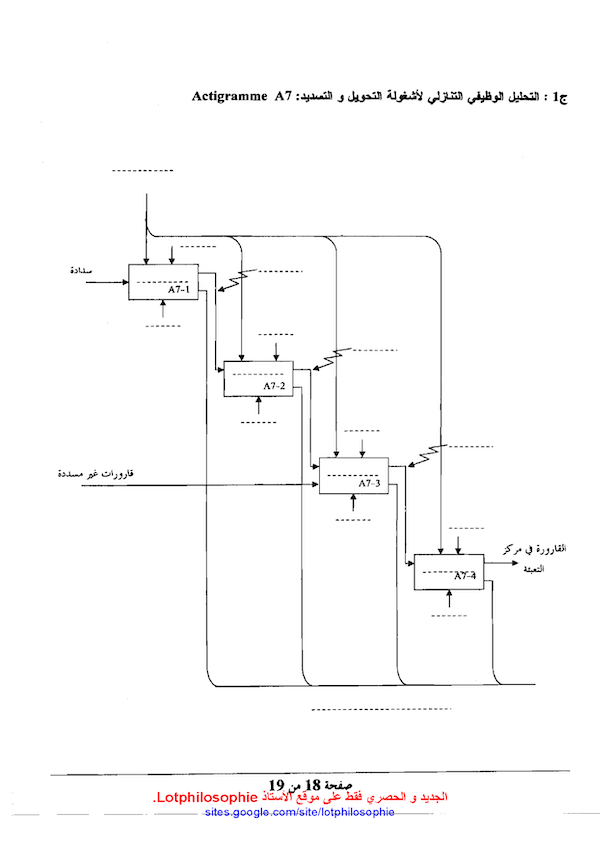 ج1 : التحليل الوظيفي التنازلي لأشغولة التحويل و التسديد: Actigramme A7
سدادة
A7-1
A7-2
قارورات غير مسددة
A7-3
القارورة في مركز
التعبئة
A7-4
صفحة 18 من 19
الجديد و الحصري فقط على موقع الأستاذ Lotphilosophie.
sites.google.com/site/lotphilosophie